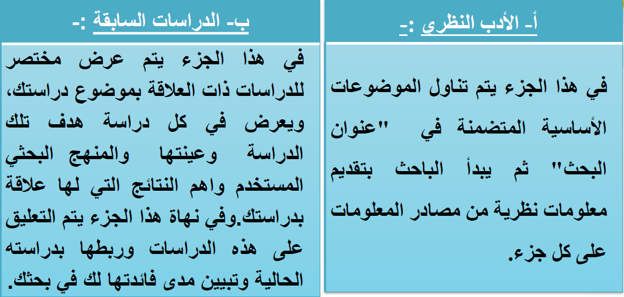 أ- الأدب النظري :-
في هذا الجزء يتم تناول الموضوعات
الأساسية المتضمنة في "عنوان
البحث" ثم يبدأ الباحث بتقديم
معلومات نظرية من مصادر المعلومات
على كل جزء.
ب- الدراسات السابقة :-
في هذا الجزء يتم عرض مختصر
للدراسات ذات العلاقة بموضوع دراستك،
ويعرض في كل دراسة هدف تلك
الدراسة وعينتها والمنهج البحثي
المستخدم واهم النتائج التي لها علاقة
بدراستك.وفي نهاة هذا الجزء يتم التعليق
على هذه الدراسات وربطها بدراسته
الحالية وتبيين مدى فائدتها لك في بحثك.